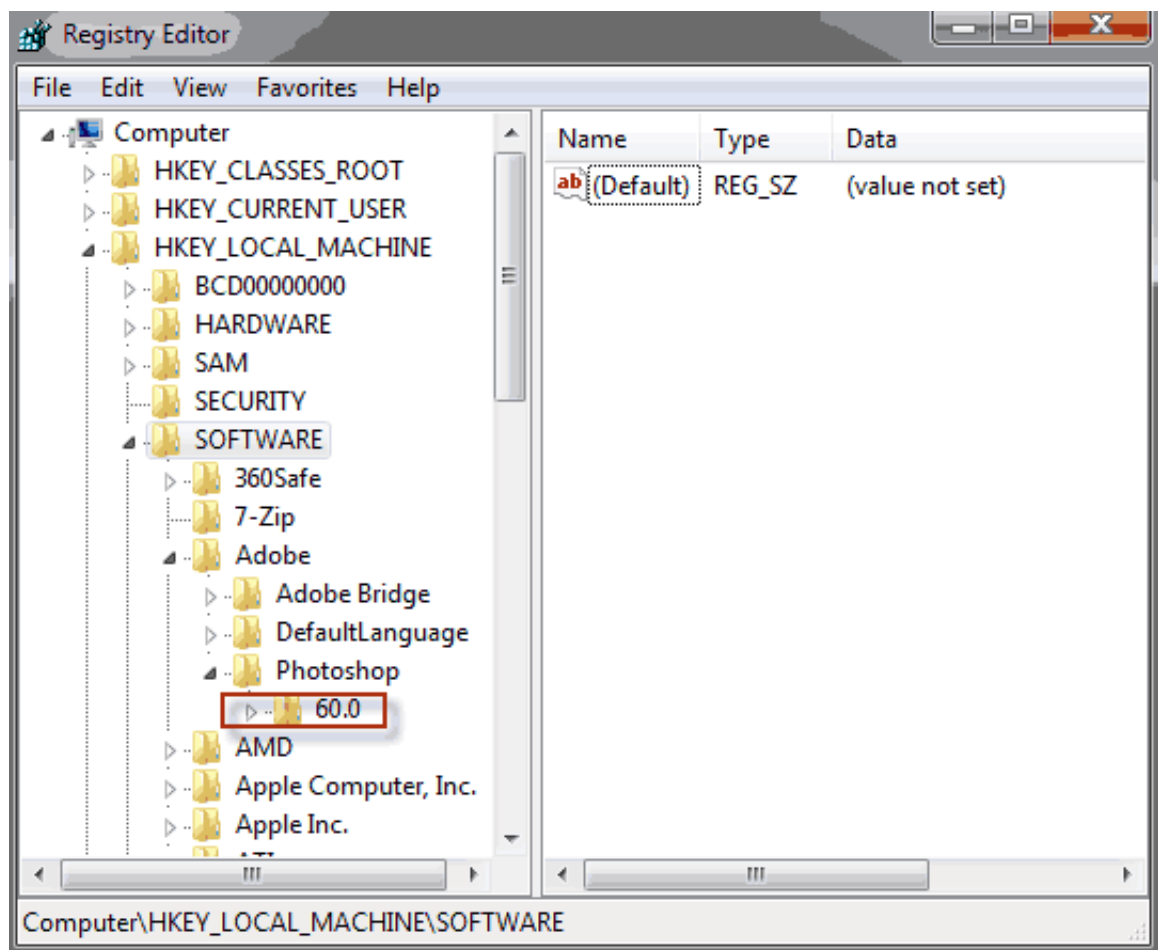 Registry Editor
File Edit View Favorites Help
Computer
HKEY_CLASSES_ROOT
HKEY_CURRENT_USER
HKEY_LOCAL_MACHINE
BCD00000000
HARDWARE
SAM
SECURITY
SOFTWARE
360Safe
7-Zip
Adobe
Adobe Bridge
DefaultLanguage
Photoshop
60.0
AMD
Apple Computer, Inc.
Apple Inc.
Name Type Data
ab (Default) REG_SZ (value not set)
Computer\HKEY_LOCAL_MACHINE\SOFTWARE